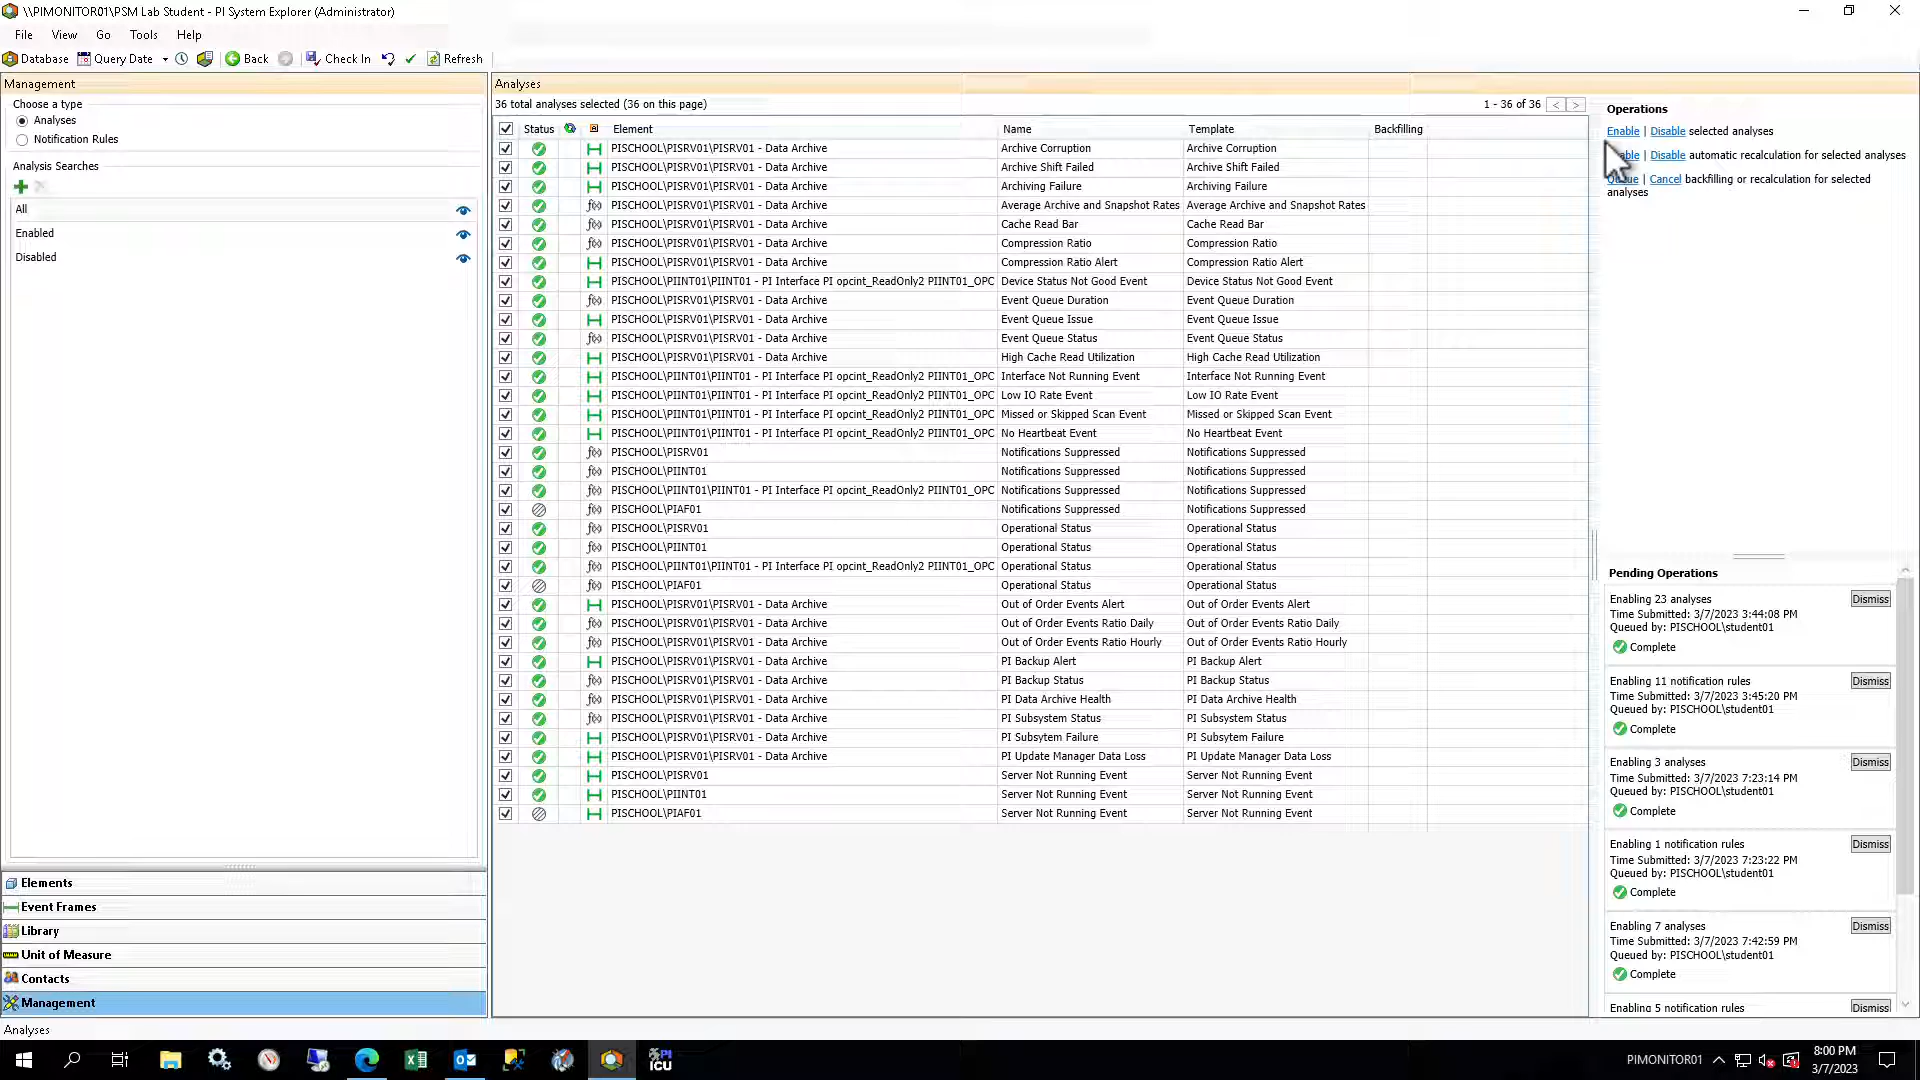 \\PIMONITOR01\PSM Lab Student - PI System Explorer (Administrator)
File View Go Tools Help
Database Query Date Back Check In Refresh
Management
Choose a type
Analyses
Notification Rules
Analysis Searches
All
Enabled
Disabled
Elements
Event Frames
Library
Unit of Measure
Contacts
Management
Analyses
36 total analyses selected (36 on this page) 1 - 36 of 36 < >
Status Element Name Template Backfilling
PISCHOOL\PISRV01\PISRV01 - Data Archive Archive Corruption Archive Corruption
PISCHOOL\PISRV01\PISRV01 - Data Archive Archive Shift Failed Archive Shift Failed
PISCHOOL\PISRV01\PISRV01 - Data Archive Archiving Failure Archiving Failure
f(x) PISCHOOL\PISRV01\PISRV01 - Data Archive Average Archive and Snapshot Rates Average Archive and Snapshot Rates
f(x) PISCHOOL\PISRV01\PISRV01 - Data Archive Cache Read Bar Cache Read Bar
f(x) PISCHOOL\PISRV01\PISRV01 - Data Archive Compression Ratio Compression Ratio
PISCHOOL\PISRV01\PISRV01 - Data Archive Compression Ratio Alert Compression Ratio Alert
PISCHOOL\PIINT01\PIINT01 - PI Interface PI opcint_ReadOnly2 PIINT01_OPC Device Status Not Good Event Device Status Not Good Event
f(x) PISCHOOL\PISRV01\PISRV01 - Data Archive Event Queue Duration Event Queue Duration
PISCHOOL\PISRV01\PISRV01 - Data Archive Event Queue Issue Event Queue Issue
f(x) PISCHOOL\PISRV01\PISRV01 - Data Archive Event Queue Status Event Queue Status
PISCHOOL\PISRV01\PISRV01 - Data Archive High Cache Read Utilization High Cache Read Utilization
PISCHOOL\PIINT01\PIINT01 - PI Interface PI opcint_ReadOnly2 PIINT01_OPC Interface Not Running Event Interface Not Running Event
PISCHOOL\PIINT01\PIINT01 - PI Interface PI opcint_ReadOnly2 PIINT01_OPC Low IO Rate Event Low IO Rate Event
PISCHOOL\PIINT01\PIINT01 - PI Interface PI opcint_ReadOnly2 PIINT01_OPC Missed or Skipped Scan Event Missed or Skipped Scan Event
PISCHOOL\PIINT01\PIINT01 - PI Interface PI opcint_ReadOnly2 PIINT01_OPC No Heartbeat Event No Heartbeat Event
f(x) PISCHOOL\PISRV01 Notifications Suppressed Notifications Suppressed
f(x) PISCHOOL\PIINT01 Notifications Suppressed Notifications Suppressed
f(x) PISCHOOL\PIINT01\PIINT01 - PI Interface PI opcint_ReadOnly2 PIINT01_OPC Notifications Suppressed Notifications Suppressed
f(x) PISCHOOL\PIAF01 Notifications Suppressed Notifications Suppressed
f(x) PISCHOOL\PISRV01 Operational Status Operational Status
f(x) PISCHOOL\PIINT01 Operational Status Operational Status
f(x) PISCHOOL\PIINT01\PIINT01 - PI Interface PI opcint_ReadOnly2 PIINT01_OPC Operational Status Operational Status
f(x) PISCHOOL\PIAF01 Operational Status Operational Status
PISCHOOL\PISRV01\PISRV01 - Data Archive Out of Order Events Alert Out of Order Events Alert
f(x) PISCHOOL\PISRV01\PISRV01 - Data Archive Out of Order Events Ratio Daily Out of Order Events Ratio Daily
f(x) PISCHOOL\PISRV01\PISRV01 - Data Archive Out of Order Events Ratio Hourly Out of Order Events Ratio Hourly
PISCHOOL\PISRV01\PISRV01 - Data Archive PI Backup Alert PI Backup Alert
f(x) PISCHOOL\PISRV01\PISRV01 - Data Archive PI Backup Status PI Backup Status
f(x) PISCHOOL\PISRV01\PISRV01 - Data Archive PI Data Archive Health PI Data Archive Health
f(x) PISCHOOL\PISRV01\PISRV01 - Data Archive PI Subsystem Status PI Subsystem Status
PISCHOOL\PISRV01\PISRV01 - Data Archive PI Subsytem Failure PI Subsytem Failure
PISCHOOL\PISRV01\PISRV01 - Data Archive PI Update Manager Data Loss PI Update Manager Data Loss
PISCHOOL\PISRV01 Server Not Running Event Server Not Running Event
PISCHOOL\PIINT01 Server Not Running Event Server Not Running Event
PISCHOOL\PIAF01 Server Not Running Event Server Not Running Event
Operations
Enable | Disable selected analyses
| Disable automatic recalculation for selected analyses
Queue | Cancel backfilling or recalculation for selected
analyses
Pending Operations
Enabling 23 analyses Dismiss
Time Submitted: 3/7/2023 3:44:08 PM
Queued by: PISCHOOL\student01
Complete
Enabling 11 notification rules Dismiss
Time Submitted: 3/7/2023 3:45:20 PM
Queued by: PISCHOOL\student01
Complete
Enabling 3 analyses Dismiss
Time Submitted: 3/7/2023 7:23:14 PM
Queued by: PISCHOOL\student01
Complete
Enabling 1 notification rules Dismiss
Time Submitted: 3/7/2023 7:23:22 PM
Queued by: PISCHOOL\student01
Complete
Enabling 7 analyses Dismiss
Time Submitted: 3/7/2023 7:42:59 PM
Queued by: PISCHOOL\student01
Complete
Enabling 5 notification rules Dismiss
Analyses
PI
ICU
PIMONITOR01
8:00 PM
3/7/2023